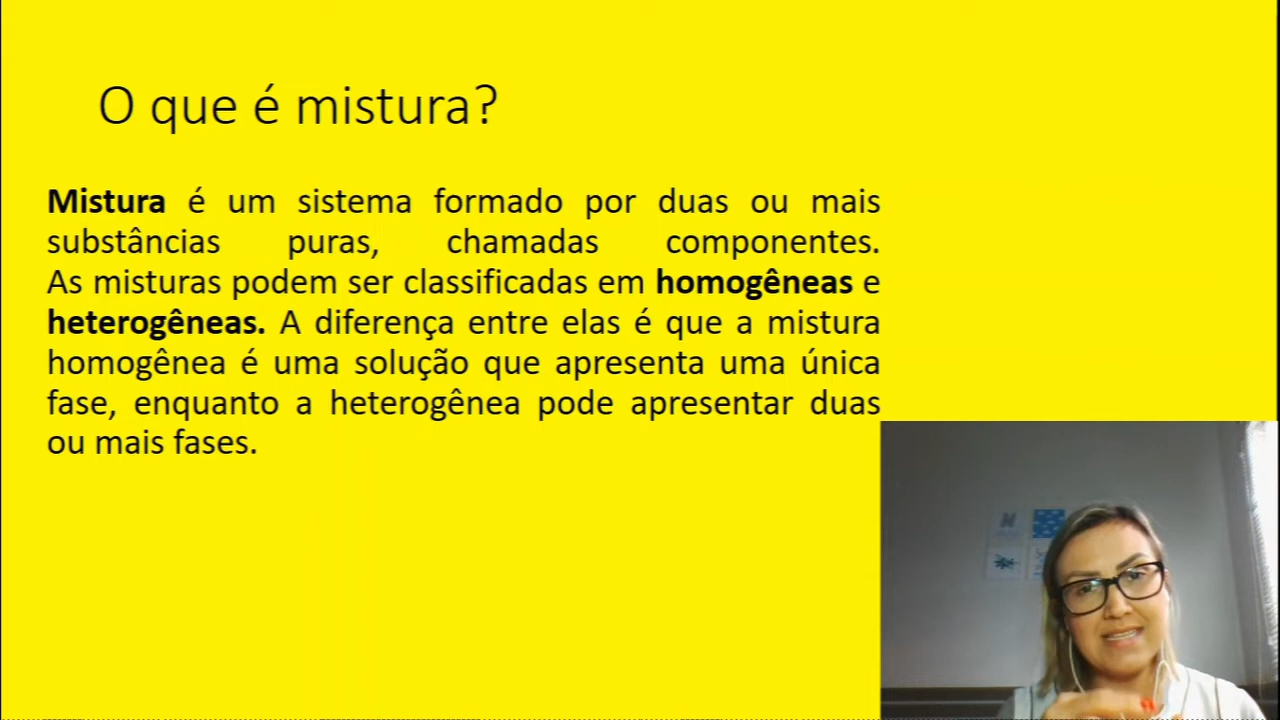 O que é mistura?
Mistura é um sistema formado por duas ou mais
substâncias puras, chamadas componentes.
As misturas podem ser classificadas em homogêneas e
heterogêneas. A diferença entre elas é que a mistura
homogênea é uma solução que apresenta uma única
fase, enquanto a heterogênea pode apresentar duas
ou mais fases.